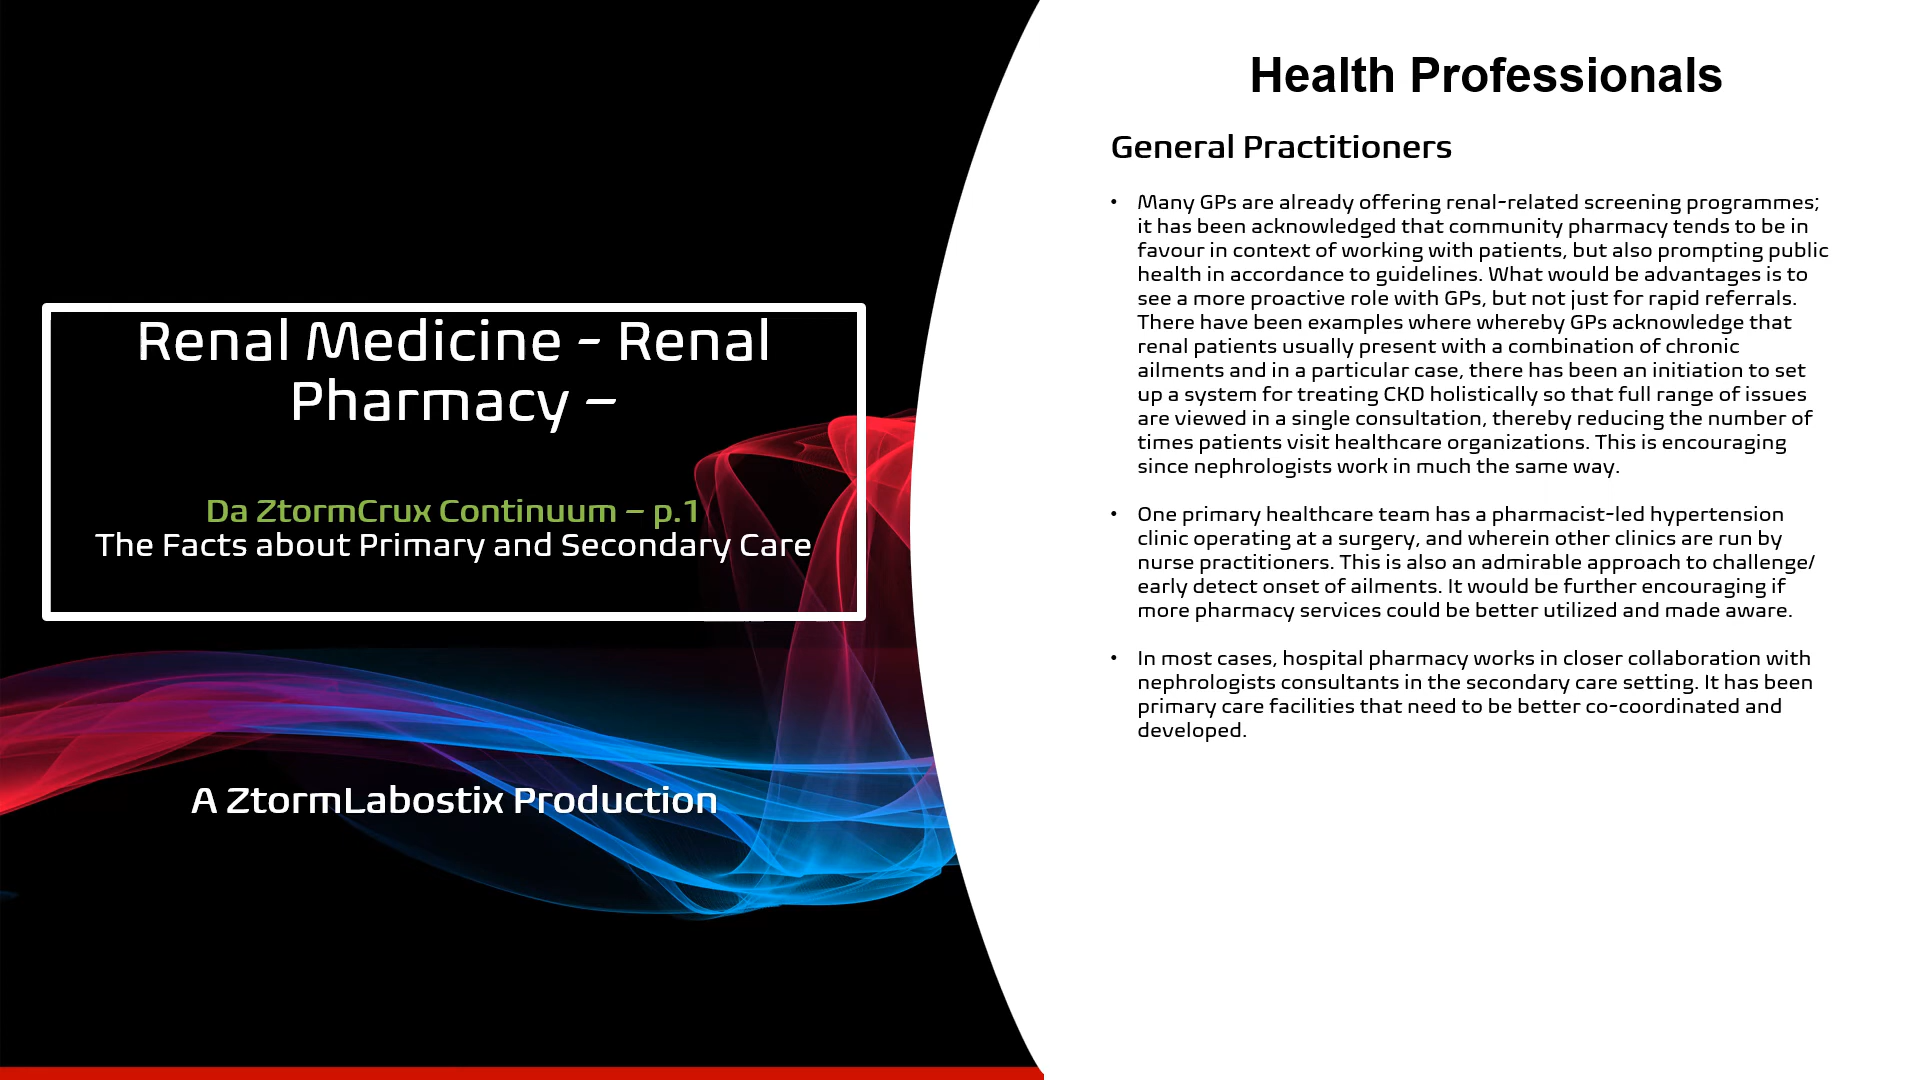 Renal Medicine - Renal
Pharmacy –
Da ZtormCrux Continuum – p.1
The Facts about Primary and Secondary Care
A ZtormLabostix Production
Health Professionals
General Practitioners
• Many GPs are already offering renal-related screening programmes;
it has been acknowledged that community pharmacy tends to be in
favour in context of working with patients, but also prompting public
health in accordance to guidelines. What would be advantages is to
see a more proactive role with GPs, but not just for rapid referrals.
There have been examples where whereby GPs acknowledge that
renal patients usually present with a combination of chronic
ailments and in a particular case, there has been an initiation to set
up a system for treating CKD holistically so that full range of issues
are viewed in a single consultation, thereby reducing the number of
times patients visit healthcare organizations. This is encouraging
since nephrologists work in much the same way.
• One primary healthcare team has a pharmacist-led hypertension
clinic operating at a surgery, and wherein other clinics are run by
nurse practitioners. This is also an admirable approach to challenge/
early detect onset of ailments. It would be further encouraging if
more pharmacy services could be better utilized and made aware.
• In most cases, hospital pharmacy works in closer collaboration with
nephrologists consultants in the secondary care setting. It has been
primary care facilities that need to be better co-coordinated and
developed.